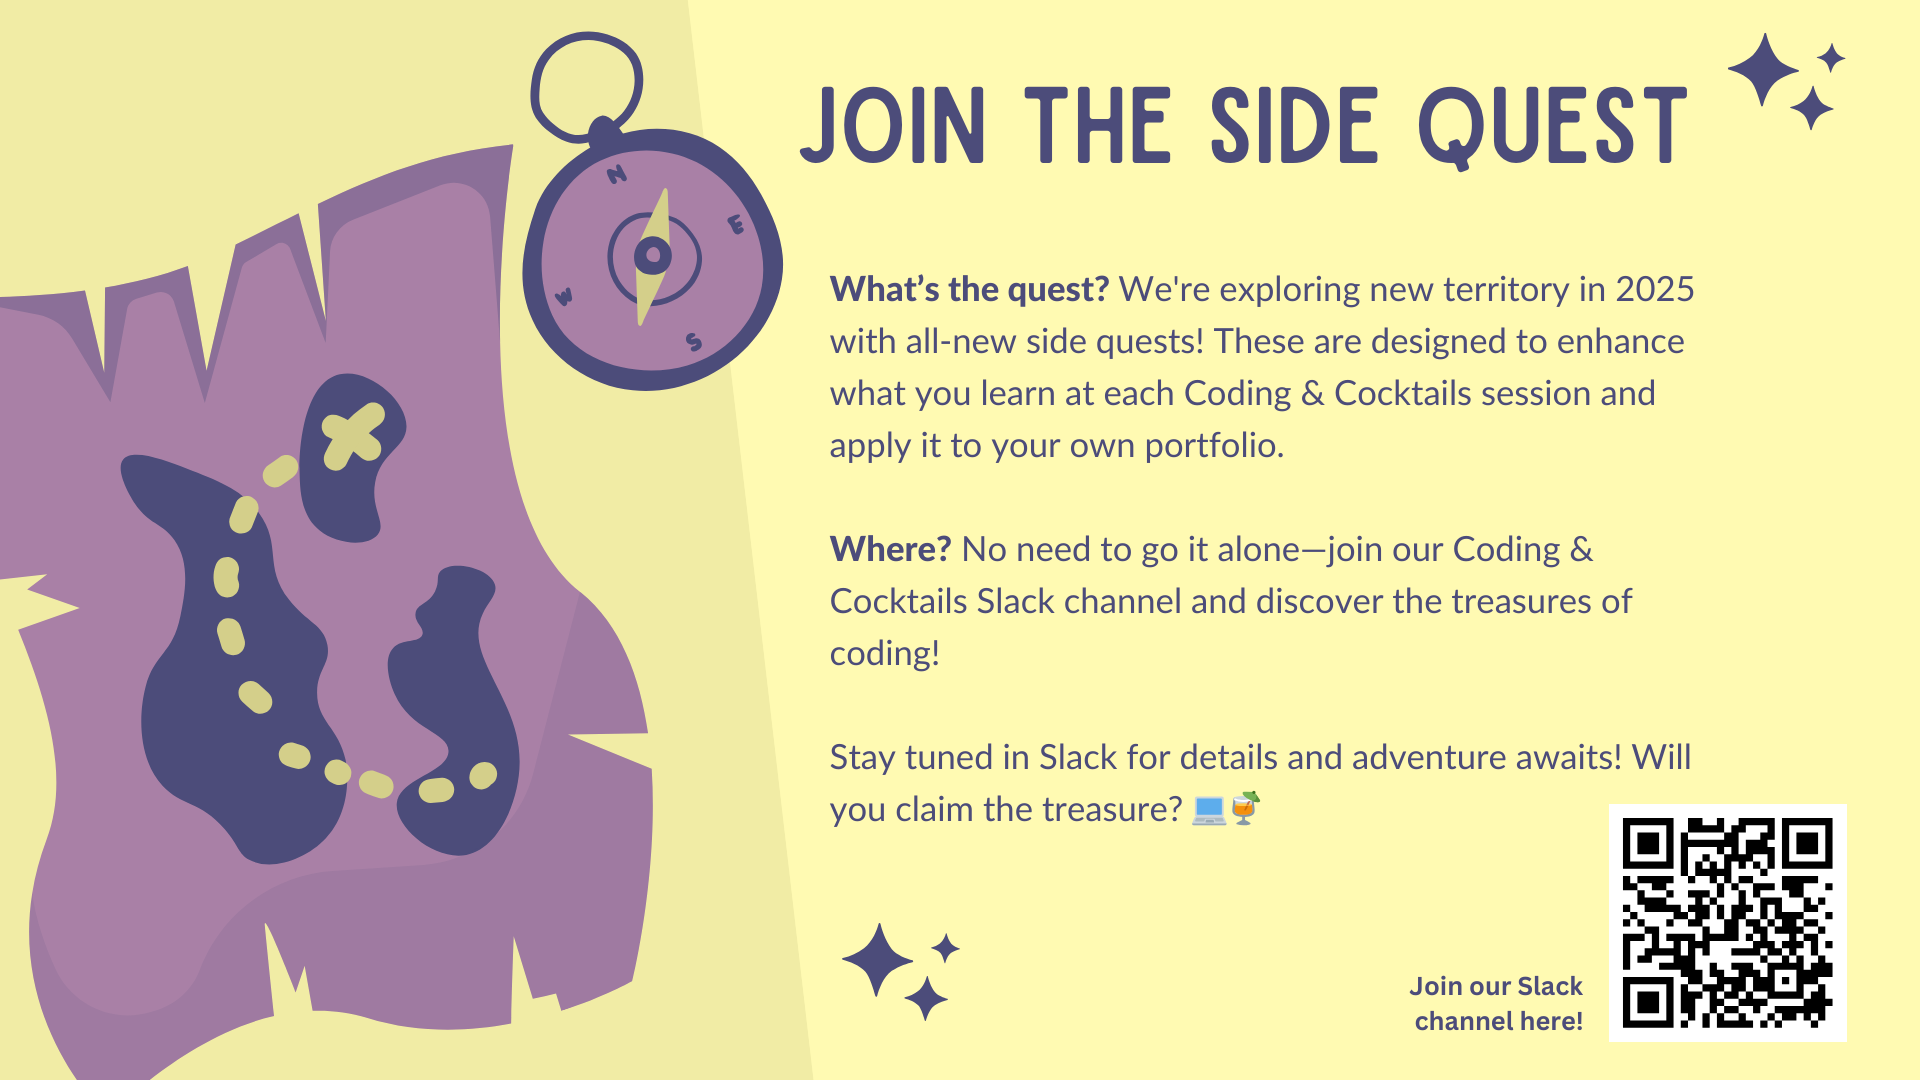 JOIN THE SIDE QUEST
N
E
W
S
What’s the quest? We're exploring new territory in 2025
with all-new side quests! These are designed to enhance
what you learn at each Coding & Cocktails session and
apply it to your own portfolio.
Where? No need to go it alone—join our Coding &
Cocktails Slack channel and discover the treasures of
coding!
Stay tuned in Slack for details and adventure awaits! Will
you claim the treasure? 💻🍹
Join our Slack
channel here!